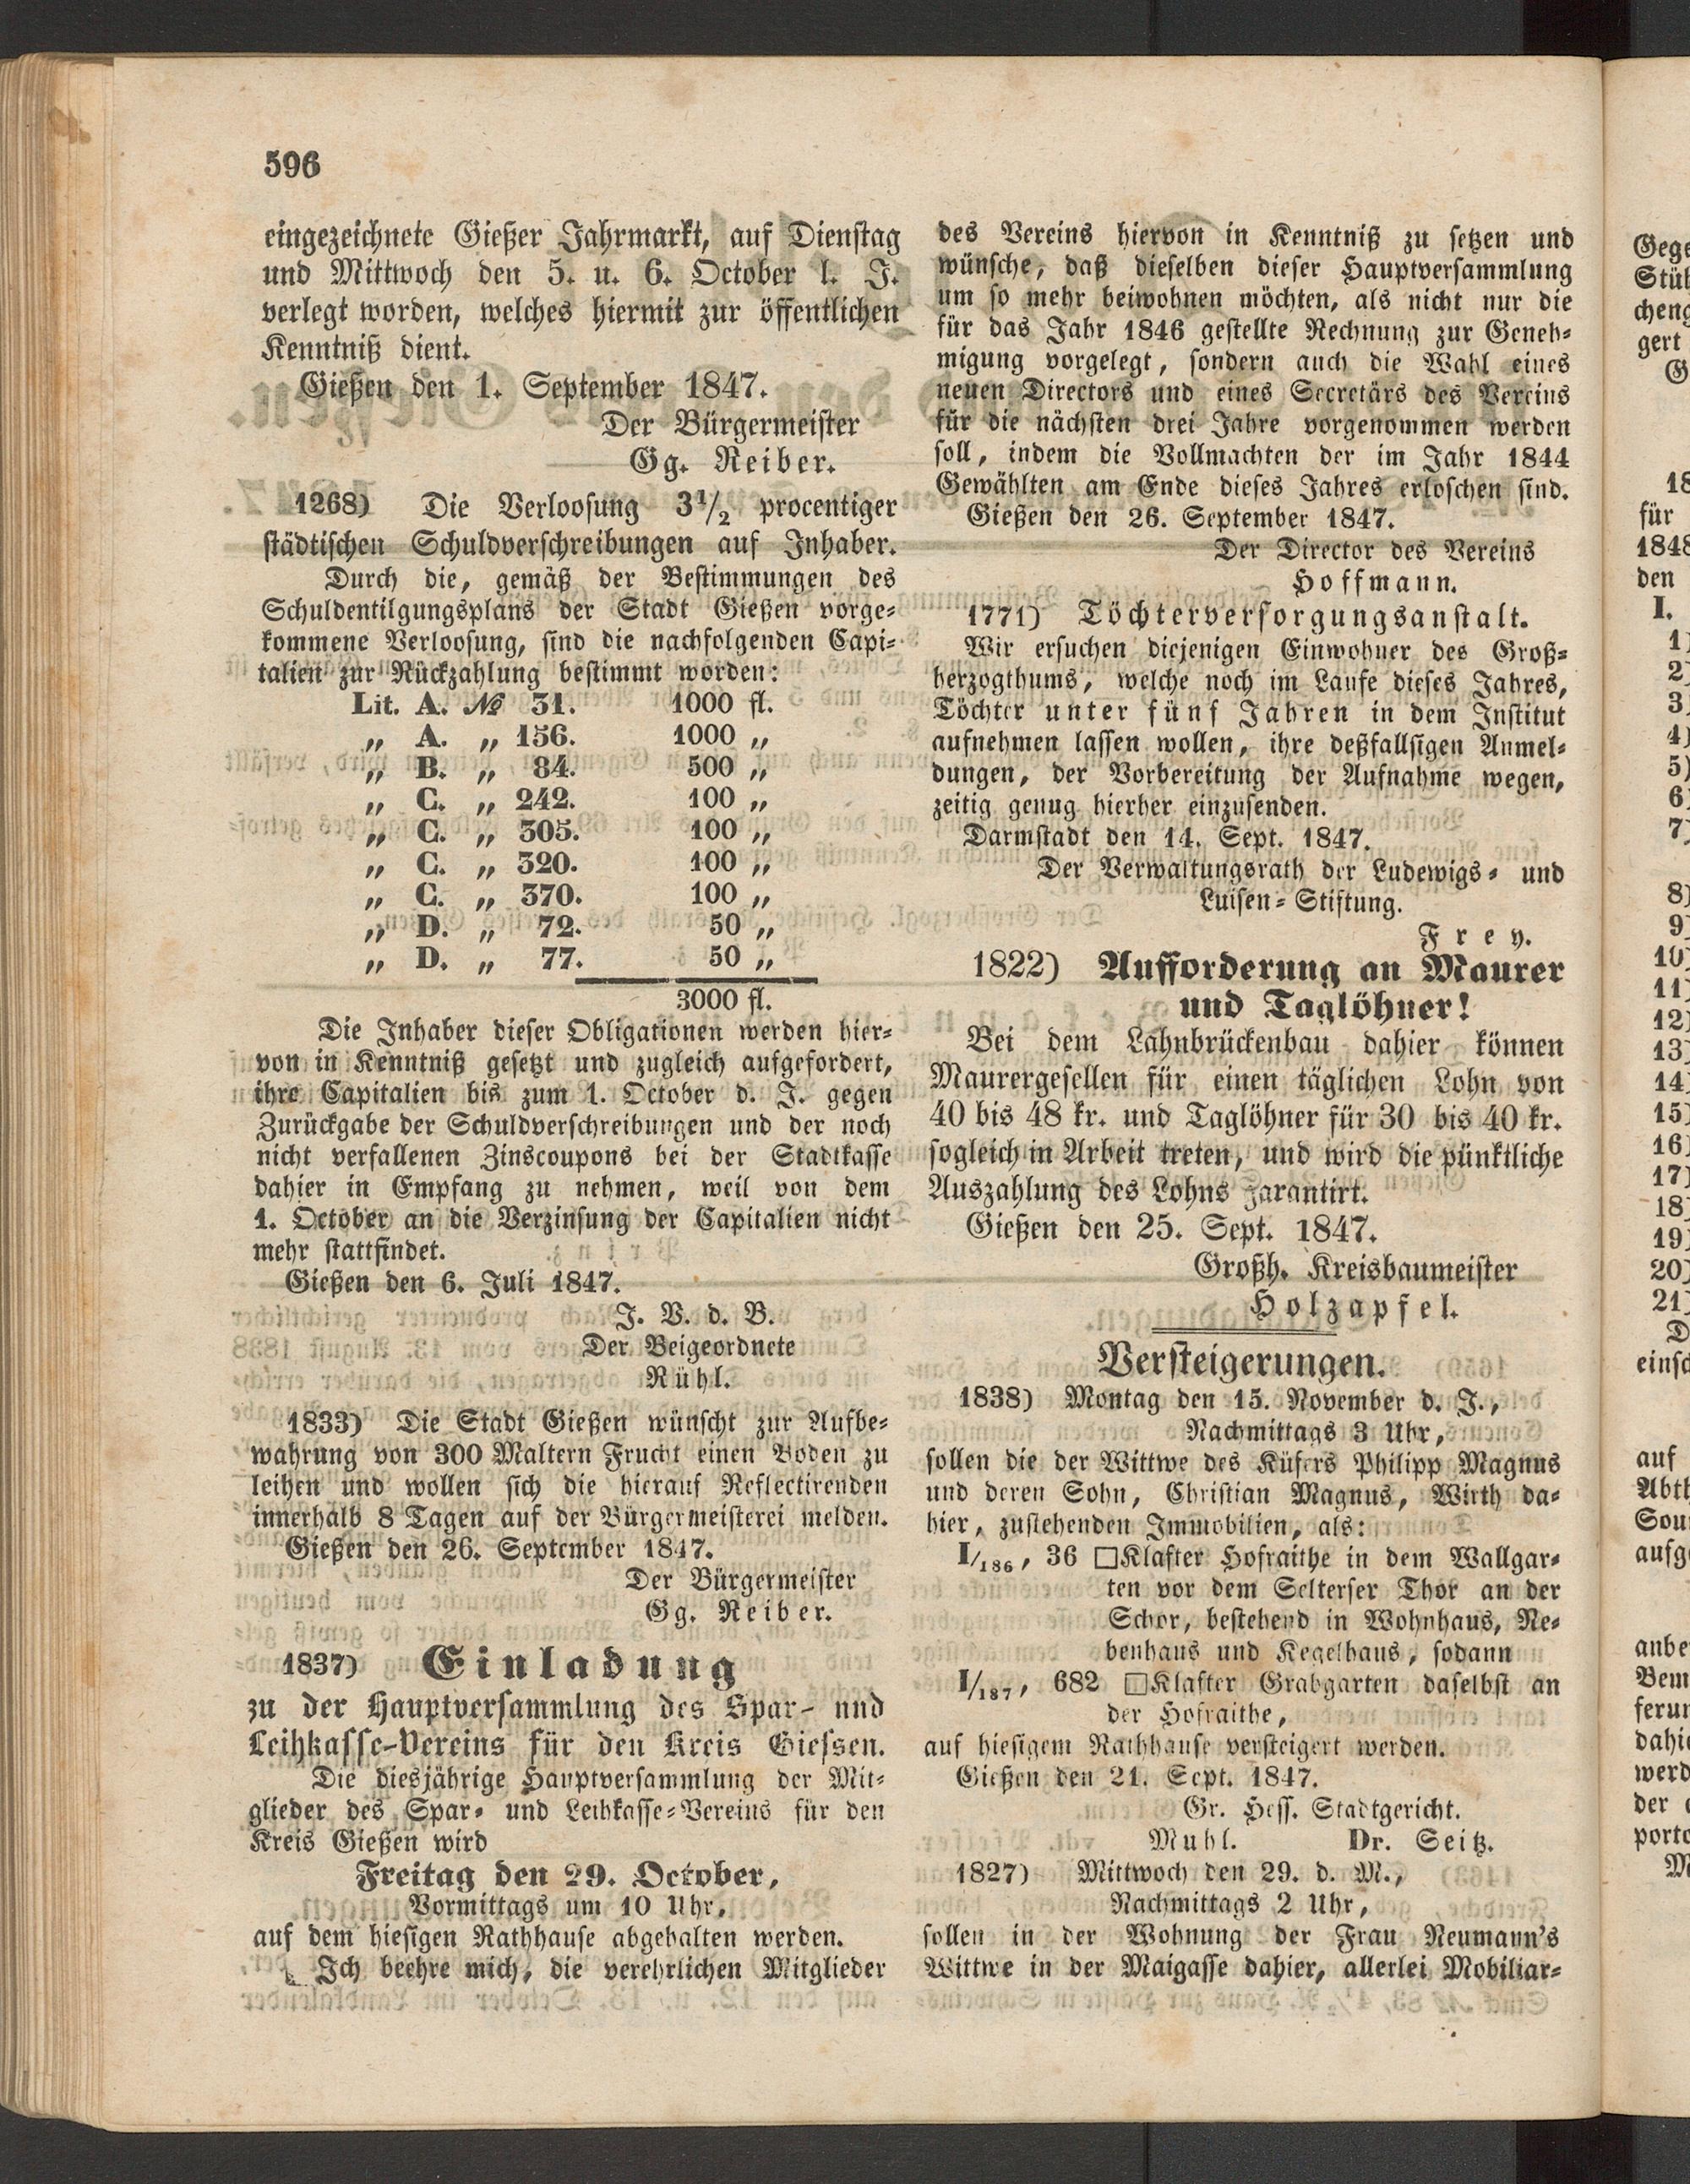 596
eingezeichnete Gießer Jahrmarkt, auf Dienstag
und Mittwoch den 5. u. 6. October l. J.
verlegt worden, welches hiermit zur öffentlichen
Kenntniß dient.
Gießen den 1. September 1847.
Der Bürgermeister
Gg. Reiber.
1268) Die Verloosung 3 1/2 procentiger
städtischen Schuldverschreibungen auf Inhaber.
Durch die, gemäß der Bestimmungen des
Schuldentilgungsplans der Stadt Gießen vorge-
kommene Verloosung, sind die nachfolgenden Capi-
talien zur Rückzahlung bestimmt worden:
Lit. A. № 31. 1000 fl.
„ A. „ 156. 1000 „
„ B. „ 84. 500 „
„ C. „ 242. 100 „
„ C. „ 305. 100 „
„ C. „ 320. 100 „
„ C. „ 370. 100 „
„ D. „ 72. 50 „
„ D. „ 77. 50 „
3000 fl.
Die Inhaber dieser Obligationen werden hier-
von in Kenntniß gesetzt und zugleich aufgefordert,
ihre Capitalien bis zum 1. October d. J. gegen
Zurückgabe der Schuldverschreibungen und der noch
nicht verfallenen Zinscoupons bei der Stadtkasse
dahier in Empfang zu nehmen, weil von dem
1. October an die Verzinsung der Capitalien nicht
mehr stattfindet.
Gießen den 6. Juli 1847.
J. V. d. B.
Der Beigeordnete
Rühl.
1833) Die Stadt Gießen wünscht zur Aufbe-
wahrung von 300 Maltern Frucht einen Boden zu
leihen und wollen sich die hierauf Reflectirenden
innerhalb 8 Tagen auf der Bürgermeisterei melden.
Gießen den 26. September 1847.
Der Bürgermeister
Gg. Reiber.
1837) Einladung
zu der Hauptversammlung des Spar- und
Leihkasse-Vereins für den Kreis Giessen.
Die diesjährige Hauptversammlung der Mit-
glieder des Spar- und Leihkasse-Vereins für den
Kreis Gießen wird
Freitag den 29. October,
Vormittags um 10 Uhr,
auf dem hiesigen Rathhause abgehalten werden.
Ich beehre mich, die verehrlichen Mitglieder
des Vereins hiervon in Kenntniß zu setzen und
wünsche, daß dieselben dieser Hauptversammlung
um so mehr beiwohnen möchten, als nicht nur die
für das Jahr 1846 gestellte Rechnung zur Geneh-
migung vorgelegt, sondern auch die Wahl eines
neuen Directors und eines Secretärs des Vereins
für die nächsten drei Jahre vorgenommen werden
soll, indem die Vollmachten der im Jahr 1844
Gewählten am Ende dieses Jahres erloschen sind.
Gießen den 26. September 1847.
Der Director des Vereins
Hoffmann.
1771) Töchterversorgungsanstalt.
Wir ersuchen diejenigen Einwohner des Groß-
herzogthums, welche noch im Laufe dieses Jahres,
Töchter unter fünf Jahren in dem Institut
aufnehmen lassen wollen, ihre deßfallsigen Anmel-
dungen, der Vorbereitung der Aufnahme wegen,
zeitig genug hierher einzusenden.
Darmstadt den 14. Sept. 1847.
Der Verwaltungsrath der Ludewigs- und
Luisen-Stiftung.
Frey.
1822) Aufforderung an Maurer
und Taglöhner!
Bei dem Lahnbrückenbau dahier können
Maurergesellen für einen täglichen Lohn von
40 bis 48 kr. und Taglöhner für 30 bis 40 kr.
sogleich in Arbeit treten, und wird die pünktliche
Auszahlung des Lohns garantirt.
Gießen den 25. Sept. 1847.
Großh. Kreisbaumeister
Holzapfel.
Versteigerungen.
1838) Montag den 15. November d. J.,
Nachmittags 3 Uhr,
sollen die der Wittwe des Küfers Philipp Magnus
und deren Sohn, Christian Magnus, Wirth da-
hier, zustehenden Immobilien, als:
I/186, 36 □Klafter Hofraithe in dem Wallgar-
ten vor dem Selterser Thor an der
Schor, bestehend in Wohnhaus, Ne-
benhaus und Kegelhaus, sodann
I/187, 682 □Klafter Grabgarten daselbst an
der Hofraithe,
auf hiesigem Rathhause versteigert werden.
Gießen den 21. Sept. 1847.
Gr. Hess. Stadtgericht.
Muhl. Dr. Seitz.
1827) Mittwoch den 29. d. M.,
Nachmittags 2 Uhr,
sollen in der Wohnung der Frau Neumann's
Wittwe in der Maigasse dahier, allerlei Mobiliar-